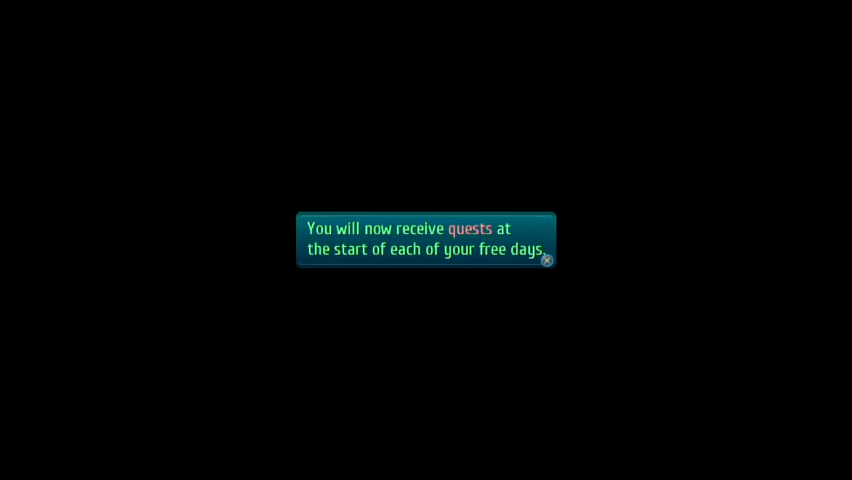 You will now receive quests at
the start of each of your free days.